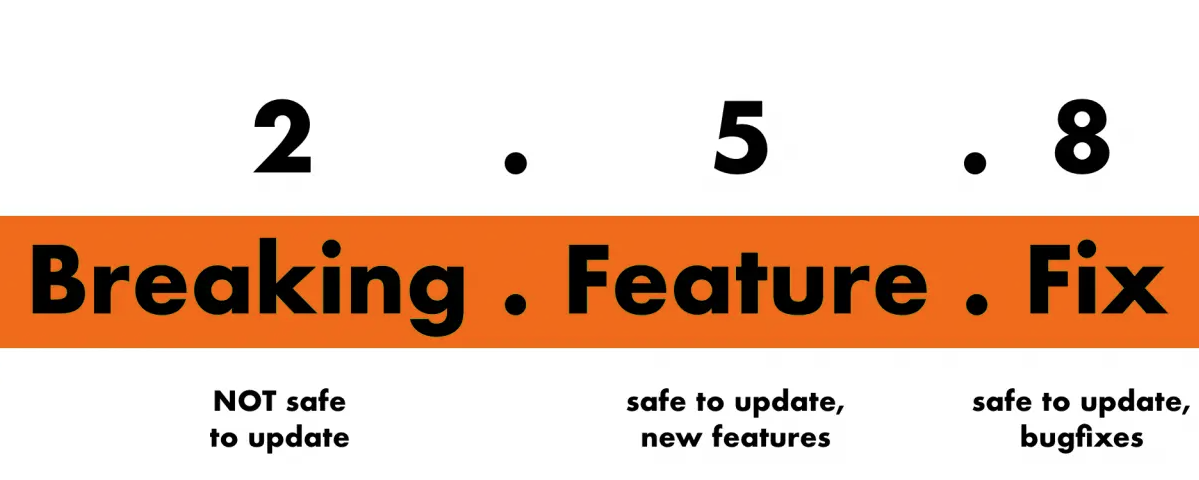 2 . 5 . 8
Breaking . Feature . Fix
NOT safe safe to update, safe to update,
to update new features bugfixes